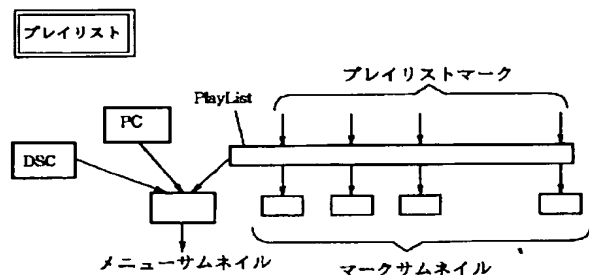 プレイリスト
プレイリストマーク
PlayList
PC
DSC
メニューサムネイル
マークサムネイル